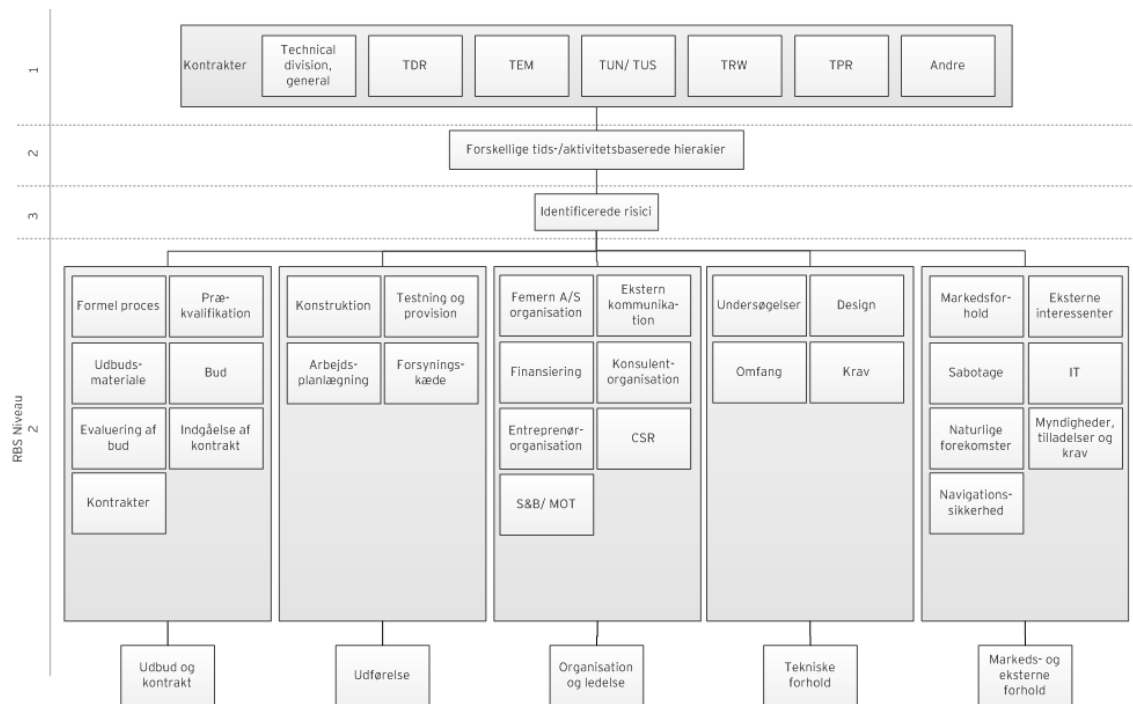 1
Kontrakter
Technical
division,
general
TDR
TEM
TUN/ TUS
TRW
TPR
Andre
2
Forskellige tids-/aktivitetsbaserede hierakier
3
Identificerede risici
RBS Niveau
2
Formel proces
Præ-
kvalifikation
Udbuds-
materiale
Bud
Evaluering af
bud
Indgåelse af
kontrakt
Kontrakter
Konstruktion
Testning og
provision
Arbejds-
planlægning
Forsynings-
kæde
Femern A/S
organisation
Ekstern
kommunika-
tion
Finansiering
Konsulent-
organisation
Entreprenør-
organisation
CSR
S&B/ MOT
Undersøgelser
Design
Omfang
Krav
Markedsfor-
hold
Eksterne
interessenter
Sabotage
IT
Naturlige
forekomster
Myndigheder,
tilladelser og
krav
Navigations-
sikkerhed
Udbud og
kontrakt
Udførelse
Organisation
og ledelse
Tekniske
forhold
Markeds- og
eksterne
forhold